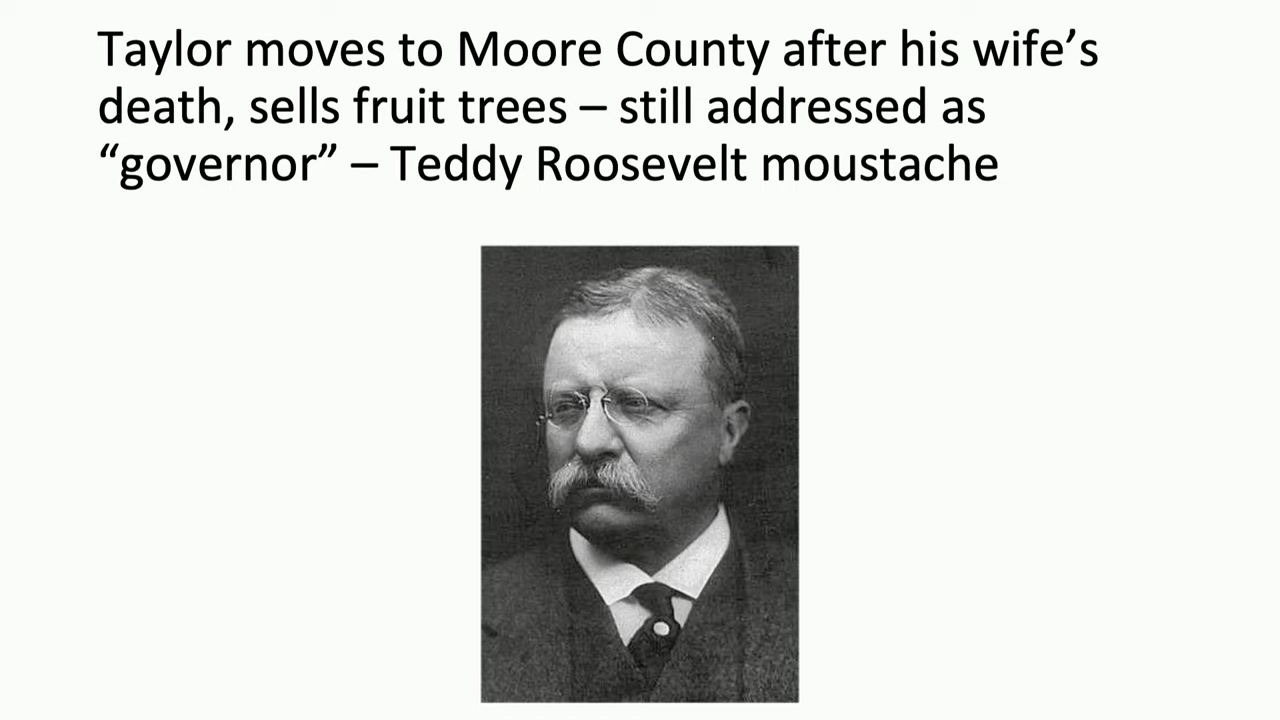 Taylor moves to Moore County after his wife’s
death, sells fruit trees – still addressed as
“governor” – Teddy Roosevelt moustache